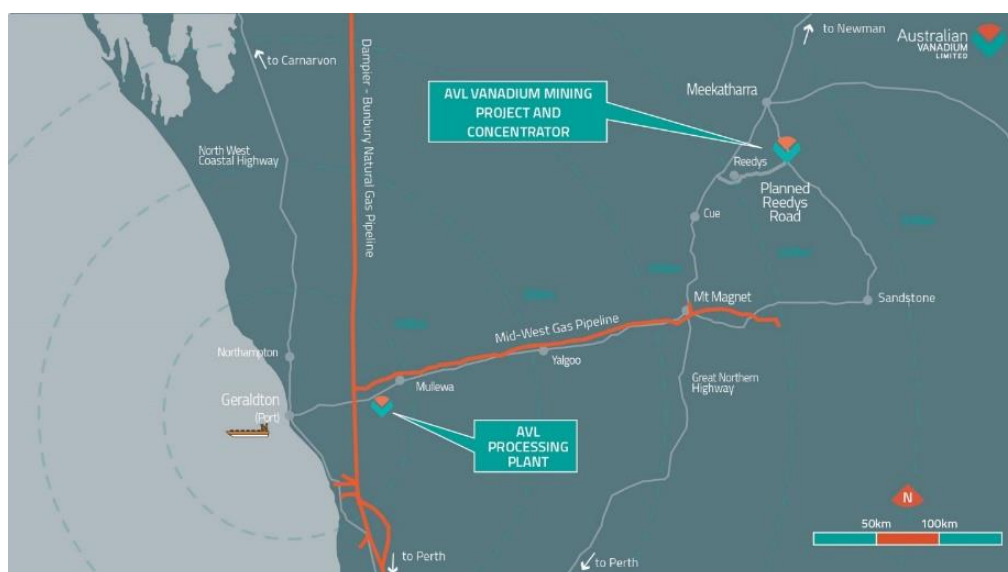 to Newman
Australian
VANADIUM
LIMITED
to Carnarvon
Dampier - Bunbury Natural Gas Pipeline
AVL VANADIUM MINING
PROJECT AND
CONCENTRATOR
Meekatharra
North West
Coastal Highway
Reedys
Planned
Reedys
Road
Cue
Mt Magnet
Sandstone
Mid-West Gas Pipeline
Northampton
Yalgoo
Mullewa
Great Northern
Highway
Geraldton
(Port)
AVL
PROCESSING
PLANT
N
50km
100km
to Perth
to Perth